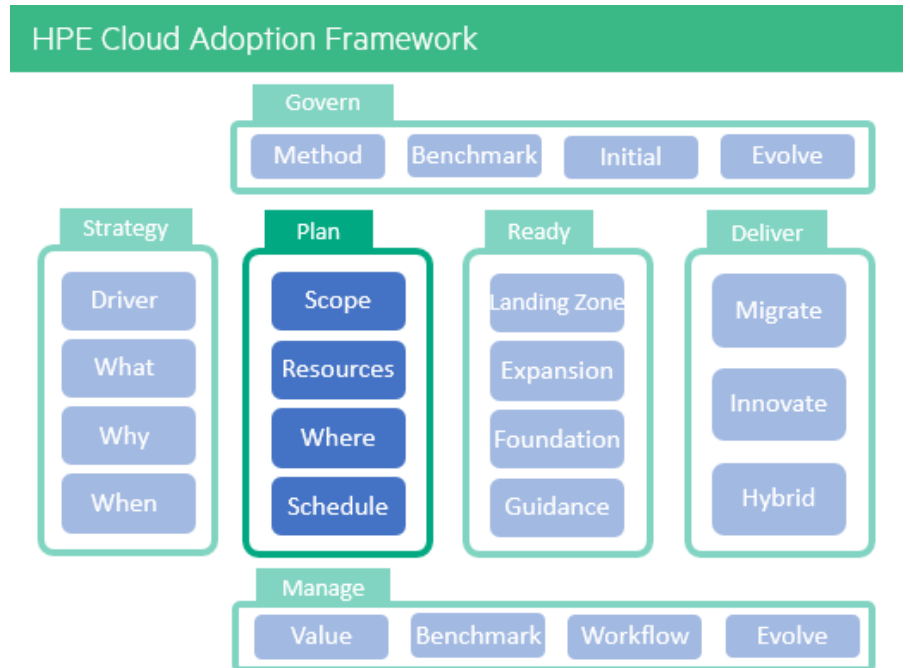 HPE Cloud Adoption Framework
Govern
Method Benchmark Initial Evolve
Strategy
Driver
What
Why
When
Plan
Scope
Resources
Where
Schedule
Ready
Landing Zone
Expansion
Foundation
Guidance
Deliver
Migrate
Innovate
Hybrid
Manage
Value Benchmark Workflow Evolve